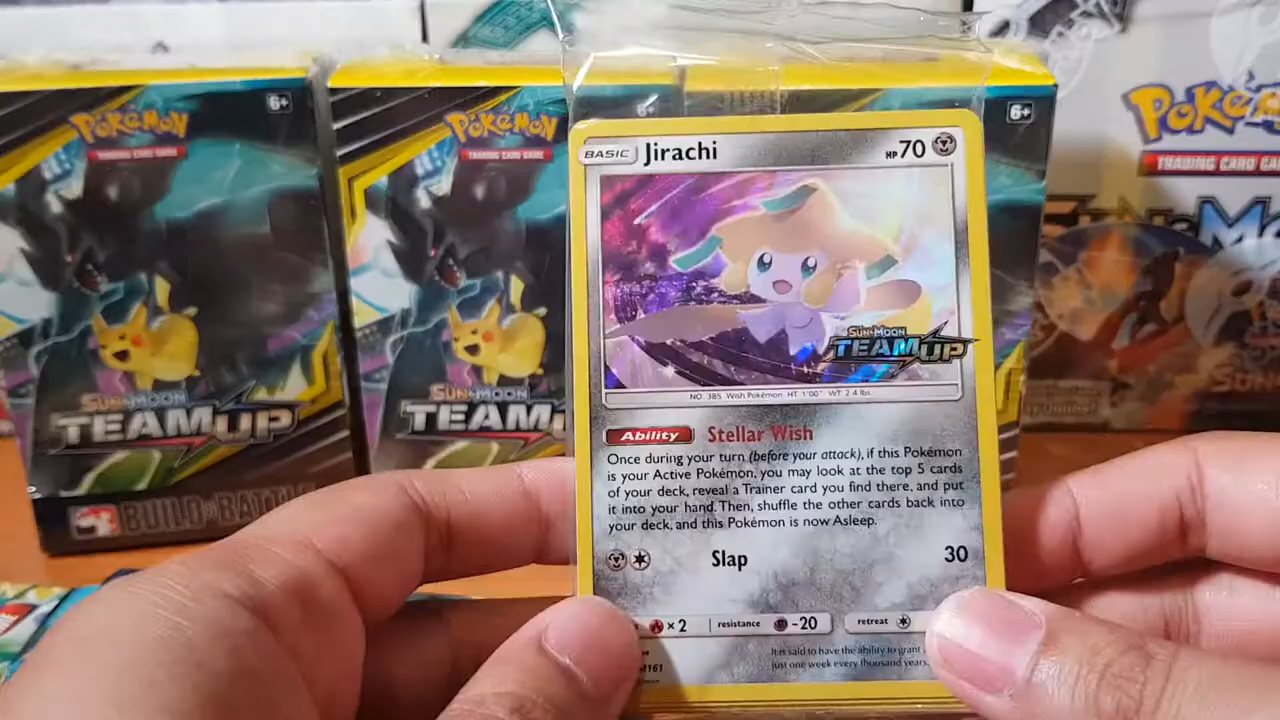 POKÉMON
TRADING CARD GAME
6+
SUN & MOON
TEAM UP
BUILD & BATTLE
POKÉMON
TRADING CARD GAME
6+
SUN & MOON
TEAM
BASIC
Jirachi
HP70
SUN & MOON
TEAM UP
NO. 385 Wish Pokémon HT 1'00" WT 2.4 lbs.
Ability Stellar Wish
Once during your turn (before your attack), if this Pokémon
is your Active Pokémon, you may look at the top 5 cards
of your deck, reveal a Trainer card you find there, and put
it into your hand. Then, shuffle the other cards back into
your deck, and this Pokémon is now Asleep.
Slap 30
×2 resistance -20 retreat
It is said to have the ability to grant
just one week every thousand years.
6+
POKÉ
TRADING CARD GA